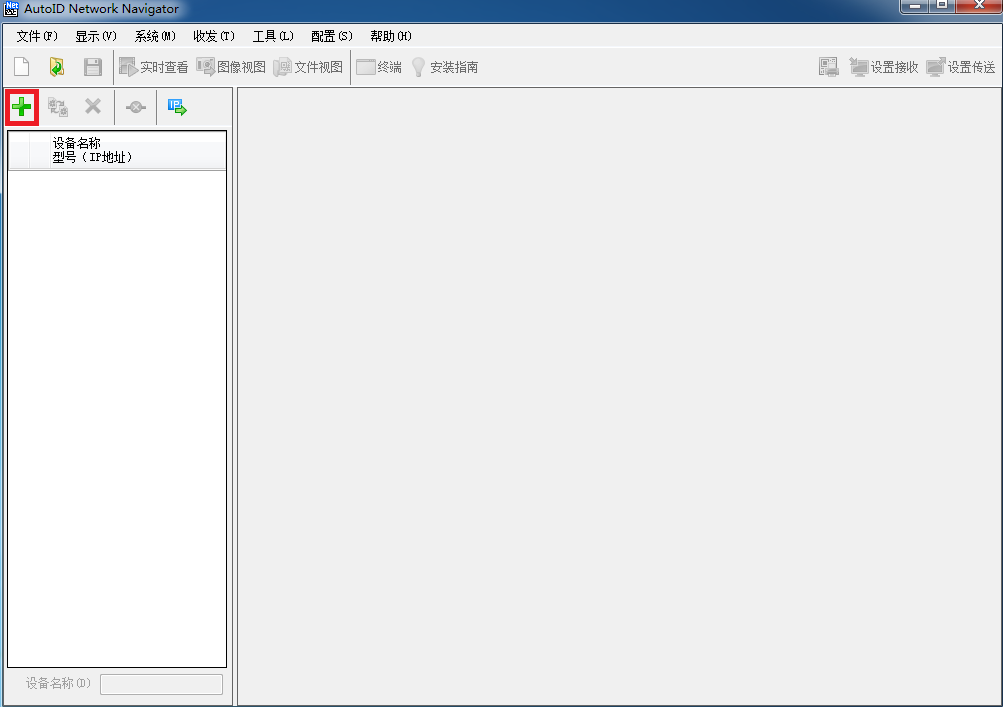 AutoID Network Navigator
文件(F) 显示(V) 系统(M) 收发(T) 工具(L) 配置(S) 帮助(H)
实时查看 图像视图 文件视图 终端 安装指南 设置接收 设置传送
IP
设备名称
型号（IP地址）
设备名称(D)